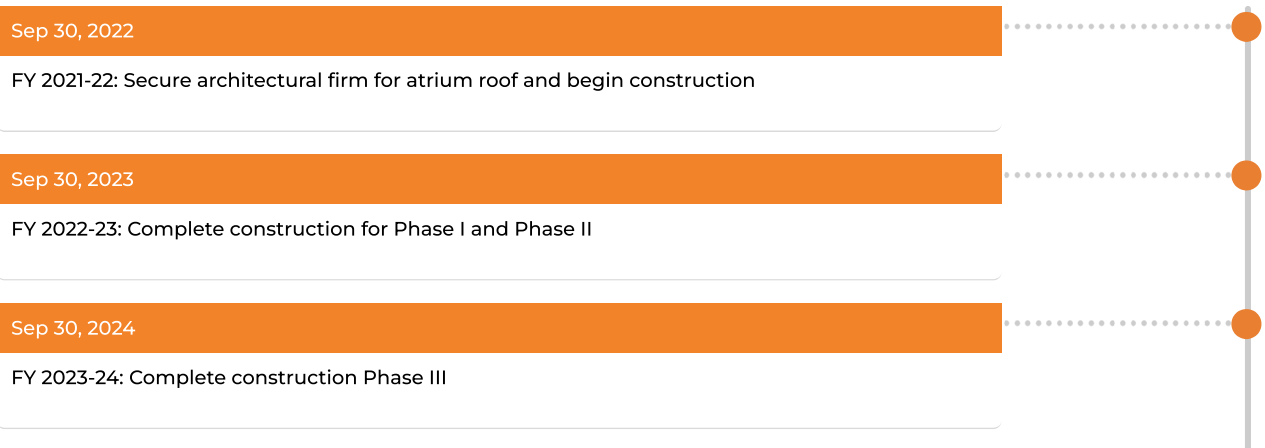 Sep 30, 2022
FY 2021-22: Secure architectural firm for atrium roof and begin construction
Sep 30, 2023
FY 2022-23: Complete construction for Phase I and Phase II
Sep 30, 2024
FY 2023-24: Complete construction Phase III